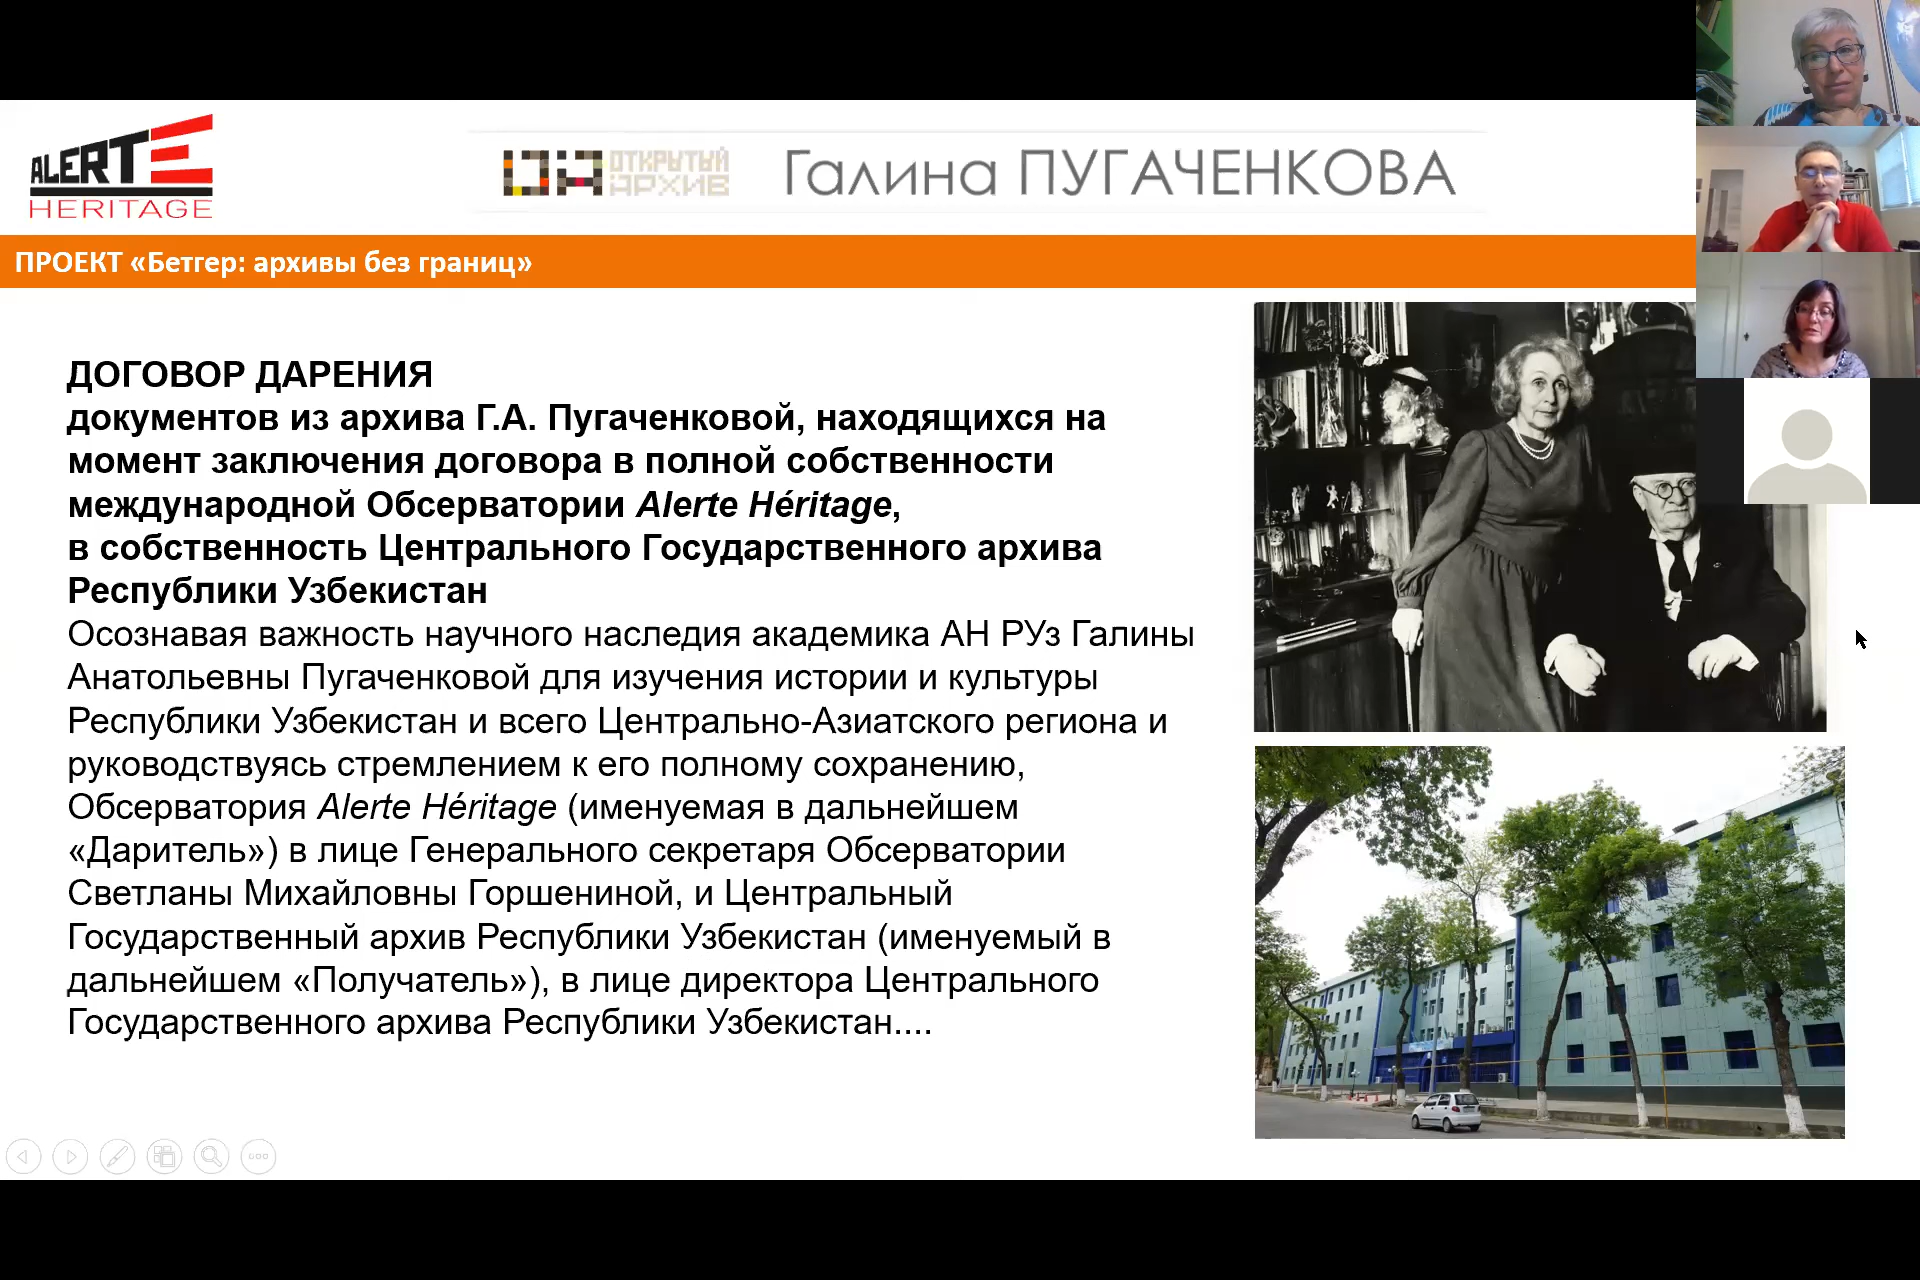 ALERTE
HERITAGE
ОТКРЫТЫЙ
АРХИВ
Галина ПУГАЧЕНКОВА
ПРОЕКТ «Бетгер: архивы без границ»
ДОГОВОР ДАРЕНИЯ
документов из архива Г.А. Пугаченковой, находящихся на
момент заключения договора в полной собственности
международной Обсерватории Alerte Héritage,
в собственность Центрального Государственного архива
Республики Узбекистан
Осознавая важность научного наследия академика АН РУз Галины
Анатольевны Пугаченковой для изучения истории и культуры
Республики Узбекистан и всего Центрально-Азиатского региона и
руководствуясь стремлением к его полному сохранению,
Обсерватория Alerte Héritage (именуемая в дальнейшем
«Даритель») в лице Генерального секретаря Обсерватории
Светланы Михайловны Горшениной, и Центральный
Государственный архив Республики Узбекистан (именуемый в
дальнейшем «Получатель»), в лице директора Центрального
Государственного архива Республики Узбекистан....